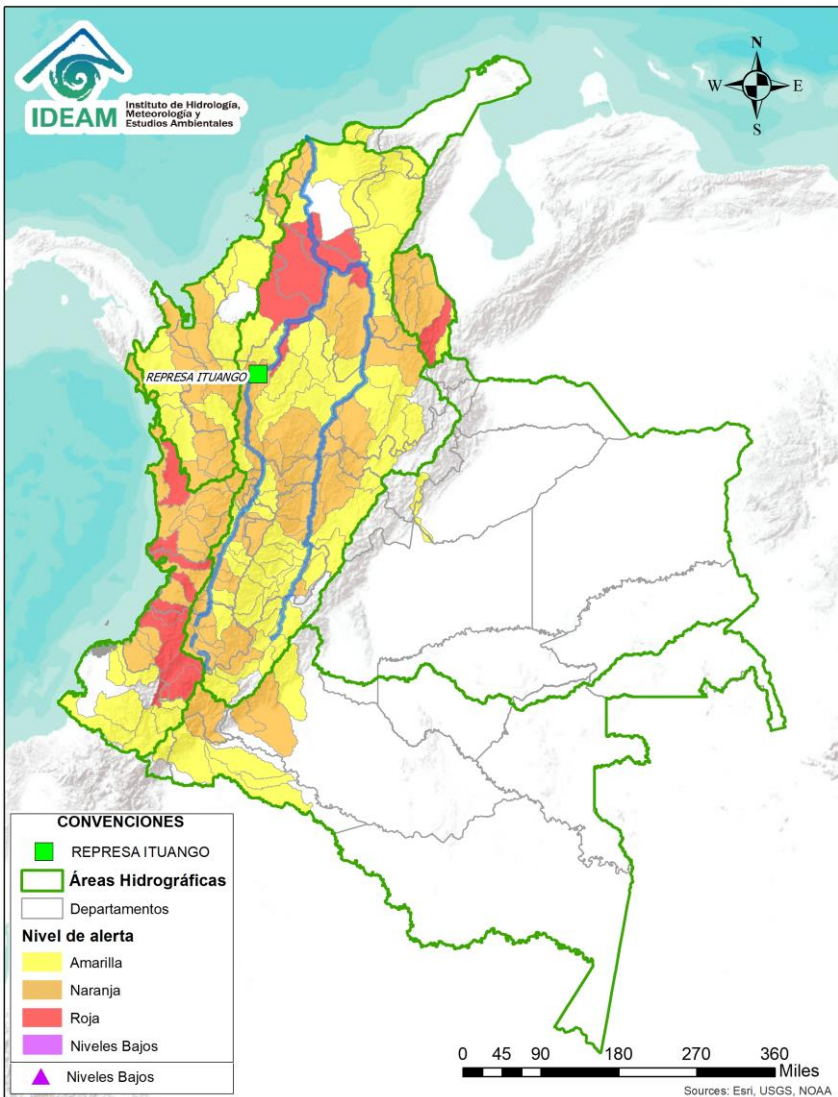 IDEAM
Instituto de Hidrología,
Meteorología y
Estudios Ambientales
N
W
E
S
REPRESA ITUANGO
CONVENCIONES
REPRESA ITUANGO
Áreas Hidrográficas
Departamentos
Nivel de alerta
Amarilla
Naranja
Roja
Niveles Bajos
Niveles Bajos
0 45 90 180 270 360
Miles
Sources: Esri, USGS, NOAA